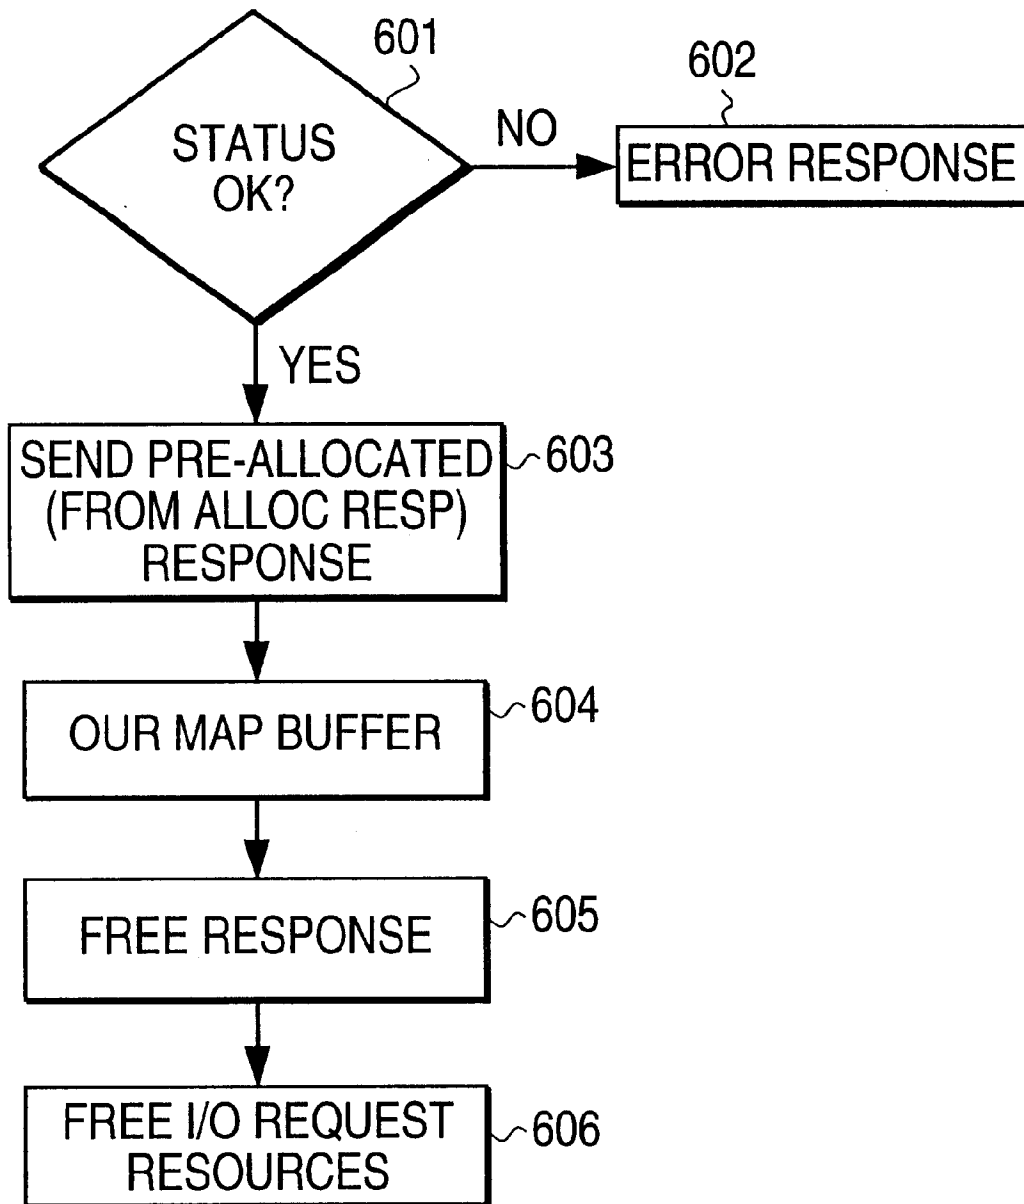 601
STATUS
OK?
NO
602
ERROR RESPONSE
YES
SEND PRE-ALLOCATED
(FROM ALLOC RESP)
RESPONSE
603
OUR MAP BUFFER
604
FREE RESPONSE
605
FREE I/O REQUEST
RESOURCES
606